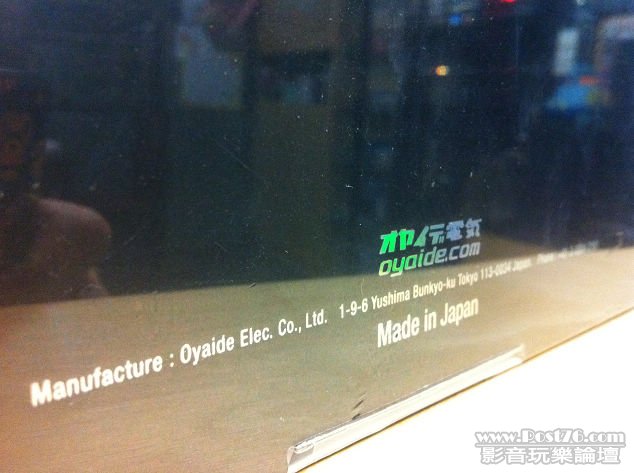 オヤイデ電気
oyaide.com
Manufacture : Oyaide Elec. Co., Ltd. 1-9-6 Yushima Bunkyo-ku Tokyo 113-0034 Japan Phone :
Made in Japan
www.Post76.com
影音玩樂論壇